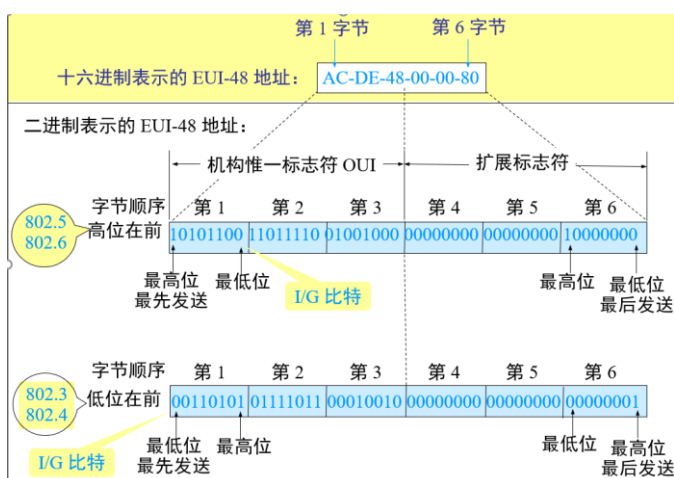 第 1 字节 第 6 字节
十六进制表示的 EUI-48 地址： AC-DE-48-00-00-80
二进制表示的 EUI-48 地址：
机构惟一标志符 OUI 扩展标志符
字节顺序 第 1 第 2 第 3 第 4 第 5 第 6
802.5
802.6
高位在前 10101100 11011110 01001000 00000000 00000000 10000000
最高位 最低位 最高位 最低位
最先发送 I/G 比特 最后发送
字节顺序 第 1 第 2 第 3 第 4 第 5 第 6
802.3
802.4
低位在前 00110101 01111011 00010010 00000000 00000000 00000001
最低位 最高位 最低位 最高位
I/G 比特 最先发送 最后发送